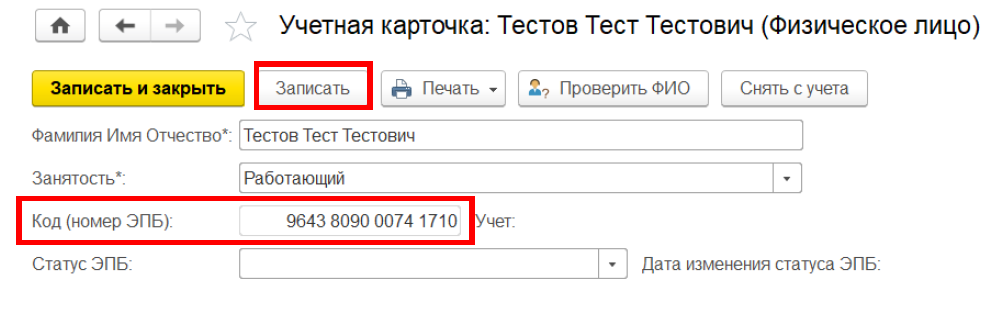 Учетная карточка: Тестов Тест Тестович (Физическое лицо)
Записать и закрыть Записать Печать Проверить ФИО Снять с учета
Фамилия Имя Отчество*: Тестов Тест Тестович
Занятость*: Работающий
Код (номер ЭПБ): 9643 8090 0074 1710 Учет:
Статус ЭПБ: Дата изменения статуса ЭПБ: